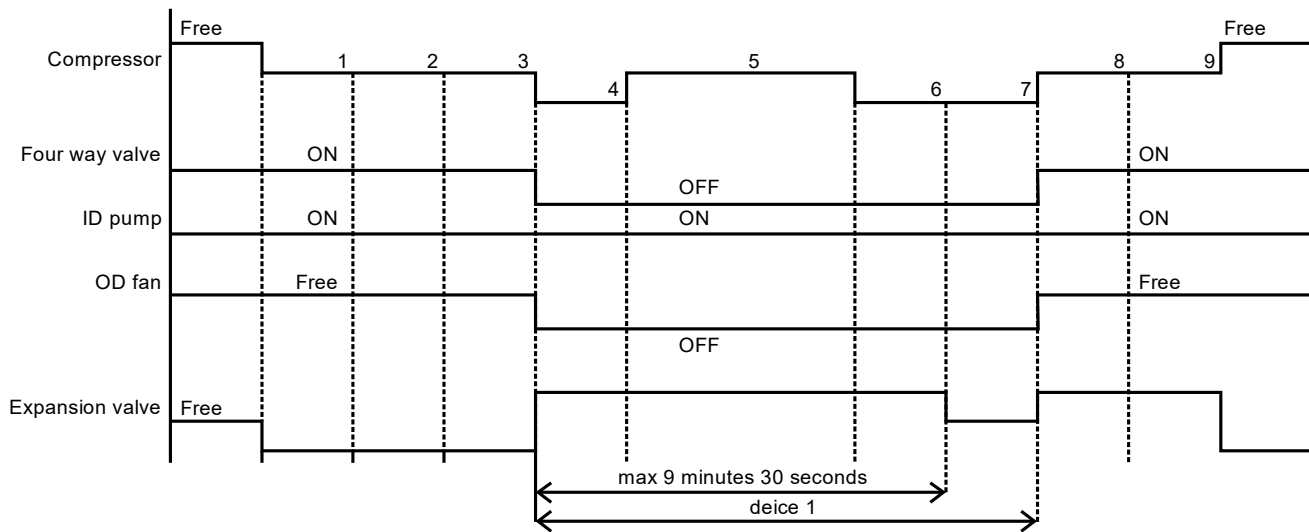 Free
Free
Compressor
1
2
3
4
5
6
7
8
9
Four way valve
ON
OFF
ON
ID pump
ON
ON
ON
OD fan
Free
OFF
Free
Expansion valve
Free
max 9 minutes 30 seconds
deice 1